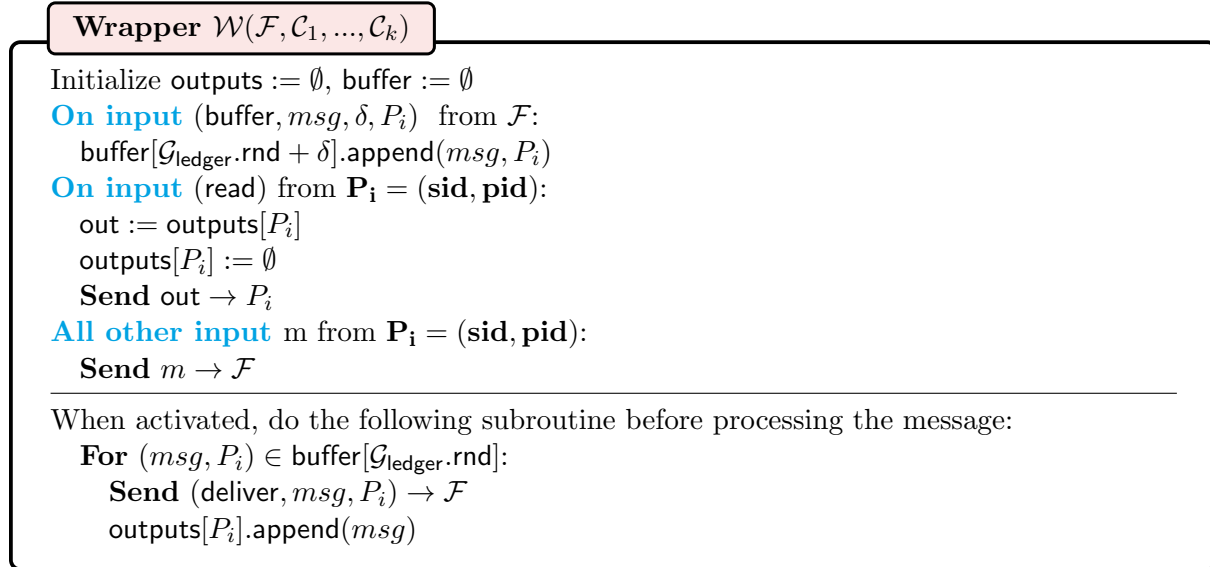 Wrapper 𝒲(ℱ, 𝒞₁, ..., 𝒞ₖ)
Initialize outputs := ∅, buffer := ∅
On input (buffer, msg, δ, Pᵢ) from ℱ:
buffer[𝒢ledger.rnd + δ].append(msg, Pᵢ)
On input (read) from Pᵢ = (sid, pid):
out := outputs[Pᵢ]
outputs[Pᵢ] := ∅
Send out → Pᵢ
All other input m from Pᵢ = (sid, pid):
Send m → ℱ
When activated, do the following subroutine before processing the message:
For (msg, Pᵢ) ∈ buffer[𝒢ledger.rnd]:
Send (deliver, msg, Pᵢ) → ℱ
outputs[Pᵢ].append(msg)